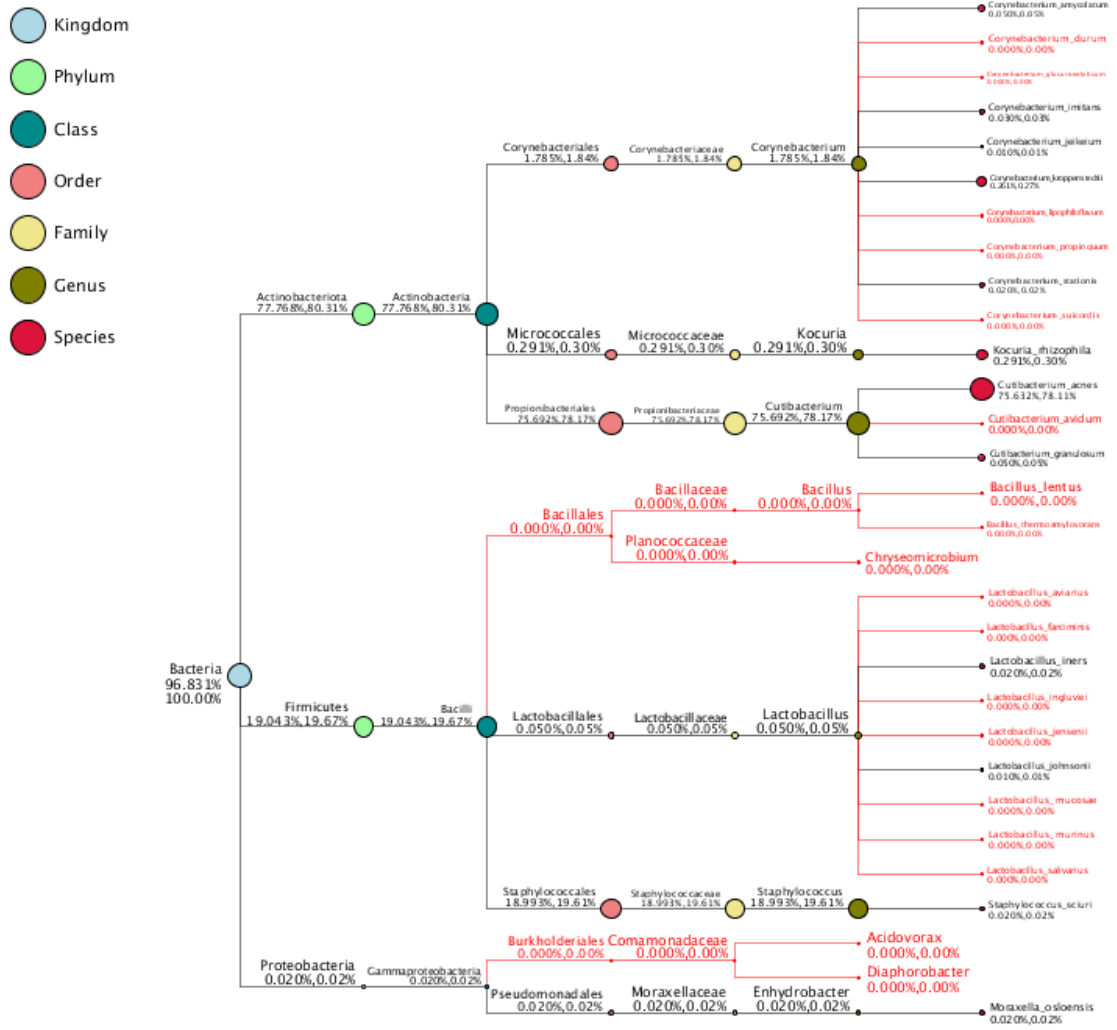 Kingdom
Phylum
Class
Order
Family
Genus
Species
Bacteria
96.831%
100.00%
Actinobacteriota
77.768%,80.31%
Actinobacteria
77.768%,80.31%
Corynebacteriales
1.785%,1.84%
Corynebacteriaceae
1.785%,1.84%
Corynebacterium
1.785%,1.84%
Corynebacterium_amycolatum
0.050%,0.05%
Corynebacterium_durum
0.000%,0.00%
Corynebacterium_glucuronolyticum
0.000%,0.00%
Corynebacterium_imitans
0.030%,0.03%
Corynebacterium_jeikeium
0.010%,0.01%
Corynebacterium_kroppenstedtii
0.261%,0.27%
Corynebacterium_lipophiloflavum
0.000%,0.00%
Corynebacterium_propinquum
0.000%,0.00%
Corynebacterium_stationis
0.020%,0.02%
Corynebacterium_suicordis
0.000%,0.00%
Micrococcales
0.291%,0.30%
Micrococcaceae
0.291%,0.30%
Kocuria
0.291%,0.30%
Kocuria_rhizophila
0.291%,0.30%
Propionibacteriales
75.692%,78.17%
Propionibacteriaceae
75.692%,78.17%
Cutibacterium
75.692%,78.17%
Cutibacterium_acnes
75.632%,78.11%
Cutibacterium_avidum
0.000%,0.00%
Cutibacterium_granulosum
0.050%,0.05%
Firmicutes
19.043%,19.67%
Bacilli
19.043%,19.67%
Bacillales
0.000%,0.00%
Bacillaceae
0.000%,0.00%
Bacillus
0.000%,0.00%
Bacillus_lentus
0.000%,0.00%
Bacillus_thermoamylovorans
0.000%,0.00%
Planococcaceae
0.000%,0.00%
Chryseomicrobium
0.000%,0.00%
Lactobacillales
0.050%,0.05%
Lactobacillaceae
0.050%,0.05%
Lactobacillus
0.050%,0.05%
Lactobacillus_aviarius
0.000%,0.00%
Lactobacillus_farciminis
0.000%,0.00%
Lactobacillus_iners
0.020%,0.02%
Lactobacillus_ingluviei
0.000%,0.00%
Lactobacillus_jensenii
0.000%,0.00%
Lactobacillus_johnsonii
0.010%,0.01%
Lactobacillus_mucosae
0.000%,0.00%
Lactobacillus_murinus
0.000%,0.00%
Lactobacillus_salivarius
0.000%,0.00%
Staphylococcales
18.993%,19.61%
Staphylococcaceae
18.993%,19.61%
Staphylococcus
18.993%,19.61%
Staphylococcus_sciuri
0.020%,0.02%
Proteobacteria
0.020%,0.02%
Gammaproteobacteria
0.020%,0.02%
Burkholderiales
0.000%,0.00%
Comamonadaceae
0.000%,0.00%
Acidovorax
0.000%,0.00%
Diaphorobacter
0.000%,0.00%
Pseudomonadales
0.020%,0.02%
Moraxellaceae
0.020%,0.02%
Enhydrobacter
0.020%,0.02%
Moraxella_osloensis
0.020%,0.02%